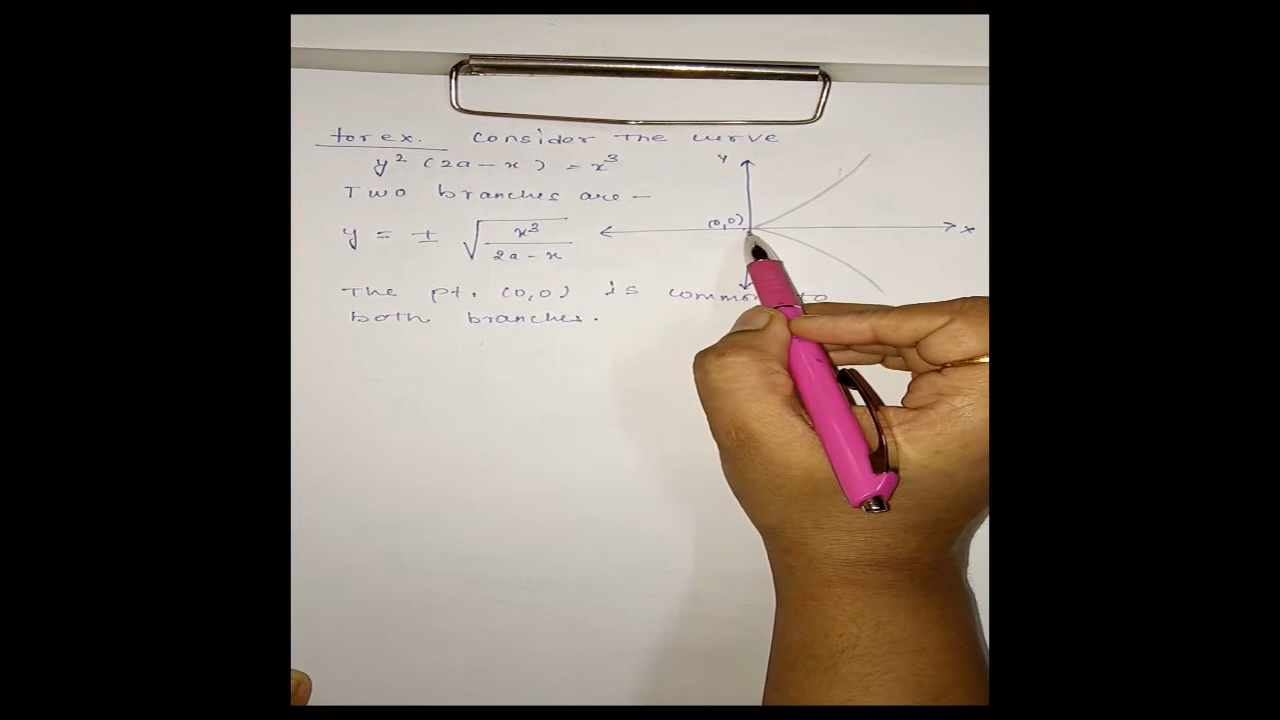 for ex. Consider the curve
y² (2a - x) = x³
Two branches are -
y = ± √(x³/(2a - x))
The pt. (0,0) is common to
both branches.
Y
(0,0)
X